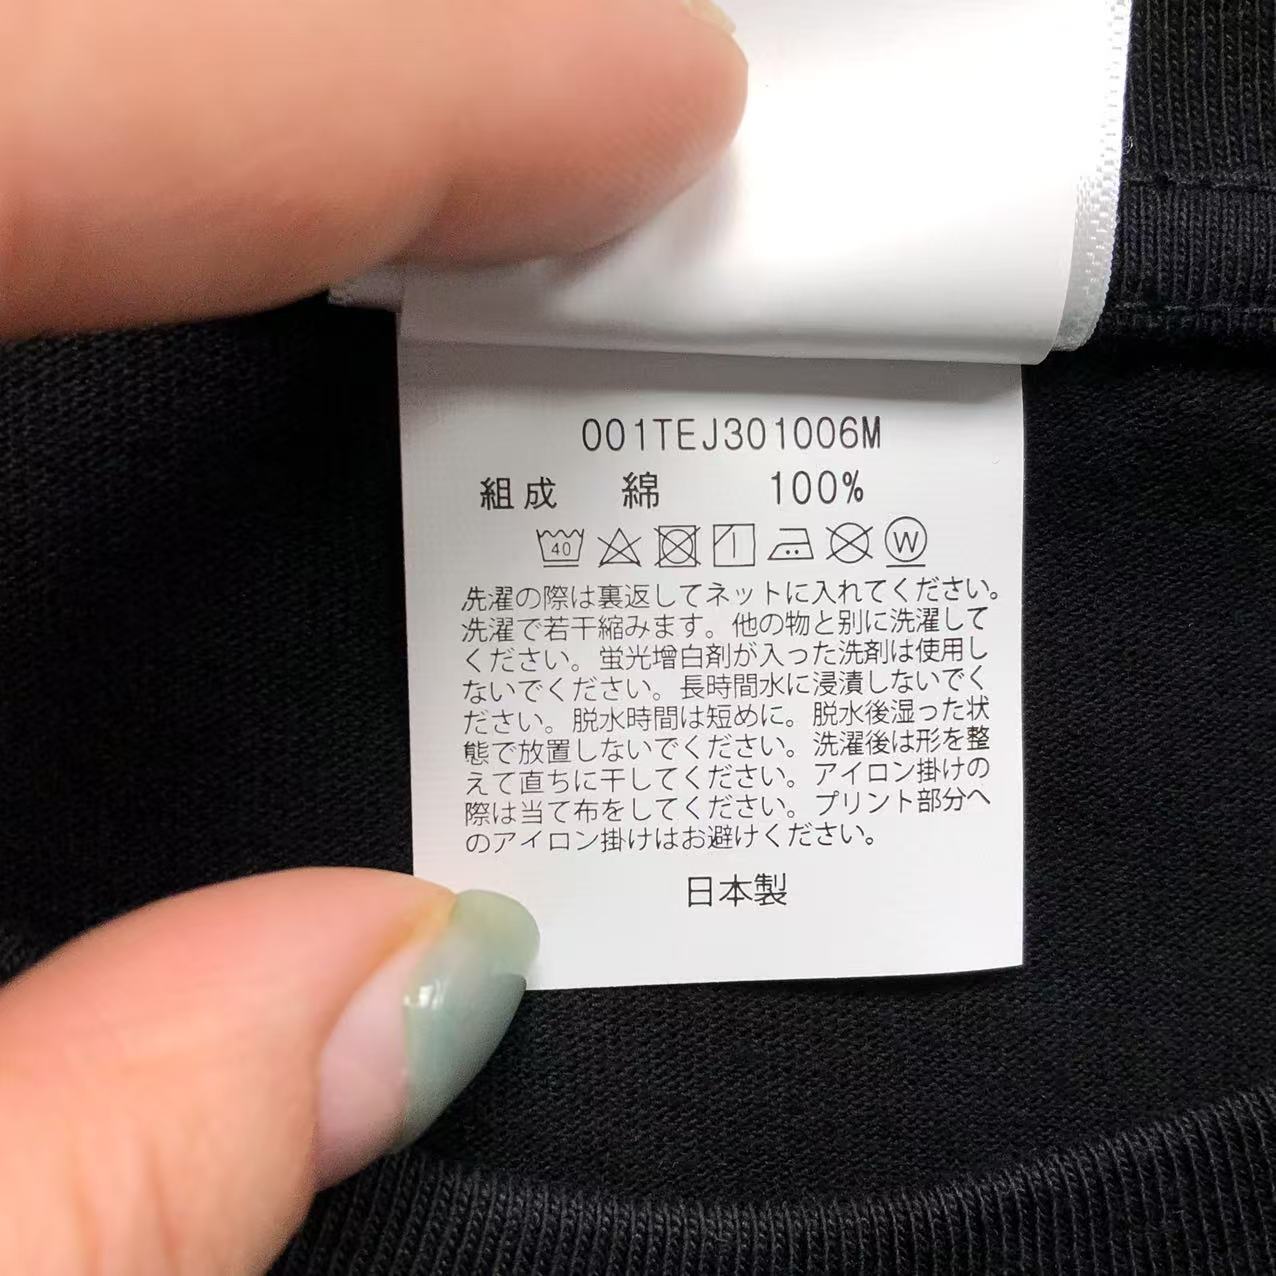 001TEJ301006M
組成 綿 100%
40 W
洗濯の際は裏返してネットに入れてください。
洗濯で若干縮みます。他の物と別に洗濯して
ください。蛍光増白剤が入った洗剤は使用し
ないでください。長時間水に浸漬しないでく
ださい。脱水時間は短めに。脱水後湿った状
態で放置しないでください。洗濯後は形を整
えて直ちに干してください。アイロン掛けの
際は当て布をしてください。プリント部分へ
のアイロン掛けはお避けください。
日本製